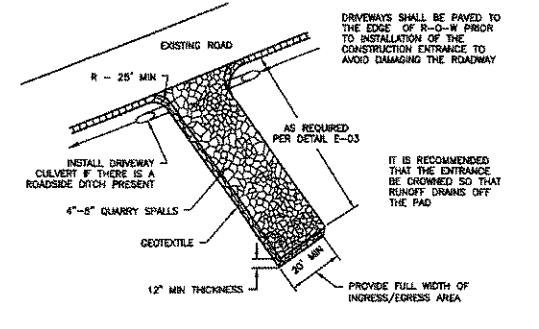 DRIVEWAYS SHALL BE PAVED TO
THE EDGE OF R-O-W PRIOR
TO INSTALLATION OF THE
CONSTRUCTION ENTRANCE TO
AVOID DAMAGING THE ROADWAY
EXISTING ROAD
R - 25' MIN
AS REQUIRED
PER DETAIL E-03
INSTALL DRIVEWAY
CULVERT IF THERE IS A
ROADSIDE DITCH PRESENT
IT IS RECOMMENDED
THAT THE ENTRANCE
BE CROWNED SO THAT
RUNOFF DRAINS OFF
THE PAD
4"-8" QUARRY SPALLS
GEOTEXTILE
20' MIN
12" MIN THICKNESS
PROVIDE FULL WIDTH OF
INGRESS/EGRESS AREA